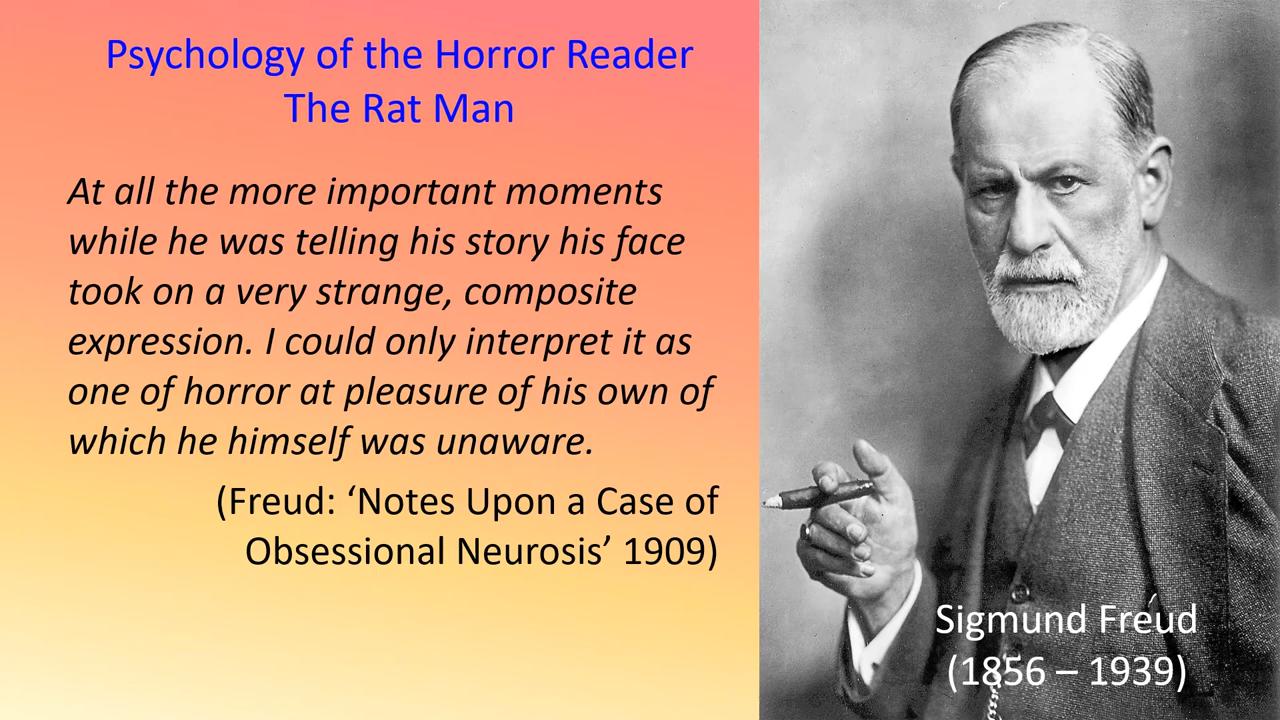 Psychology of the Horror Reader
The Rat Man
At all the more important moments
while he was telling his story his face
took on a very strange, composite
expression. I could only interpret it as
one of horror at pleasure of his own of
which he himself was unaware.
(Freud: ‘Notes Upon a Case of
Obsessional Neurosis’ 1909)
Sigmund Freud
(1856 – 1939)